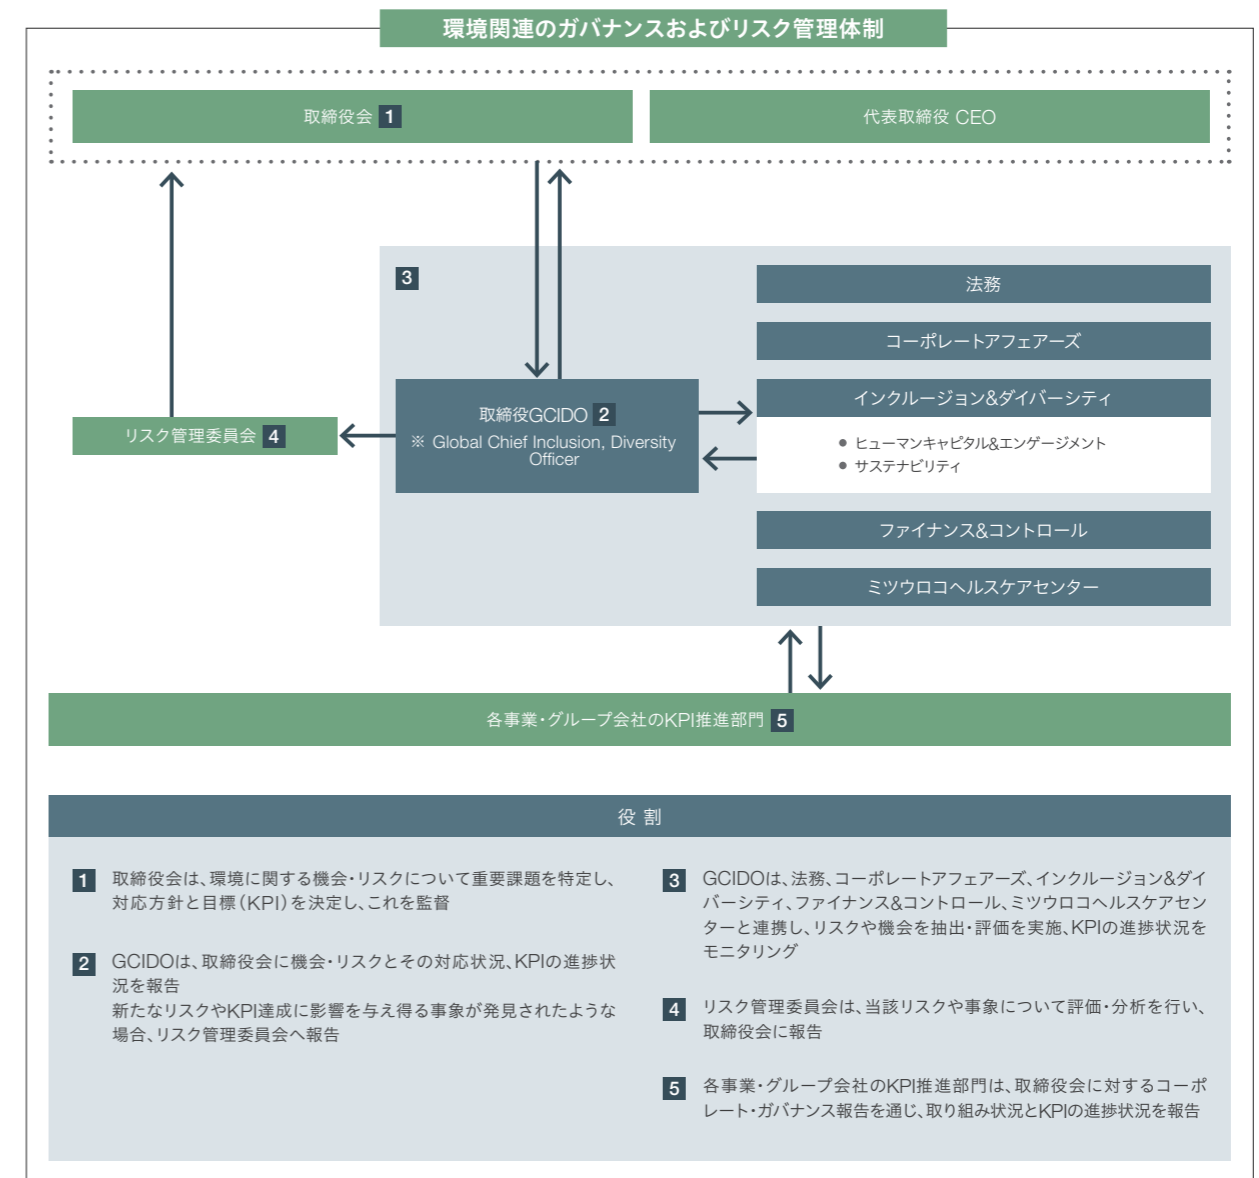 環境関連のガバナンスおよびリスク管理体制
取締役会 1
代表取締役 CEO
3
法務
コーポレートアフェアーズ
インクルージョン&ダイバーシティ
● ヒューマンキャピタル&エンゲージメント
● サステナビリティ
ファイナンス&コントロール
ミツウロコヘルスケアセンター
取締役GCIDO 2
※ Global Chief Inclusion, Diversity
Officer
リスク管理委員会 4
各事業・グループ会社のKPI推進部門 5
役 割
1 取締役会は、環境に関する機会・リスクについて重要課題を特定し、
対応方針と目標（KPI）を決定し、これを監督
2 GCIDOは、取締役会に機会・リスクとその対応状況、KPIの進捗状
況を報告
新たなリスクやKPI達成に影響を与え得る事象が発見されたような
場合、リスク管理委員会へ報告
3 GCIDOは、法務、コーポレートアフェアーズ、インクルージョン&ダイ
バーシティ、ファイナンス&コントロール、ミツウロコヘルスケアセン
ターと連携し、リスクや機会を抽出・評価を実施、KPIの進捗状況を
モニタリング
4 リスク管理委員会は、当該リスクや事象について評価・分析を行い、
取締役会に報告
5 各事業・グループ会社のKPI推進部門は、取締役会に対するコーポ
レート・ガバナンス報告を通じ、取り組み状況とKPIの進捗状況を報告